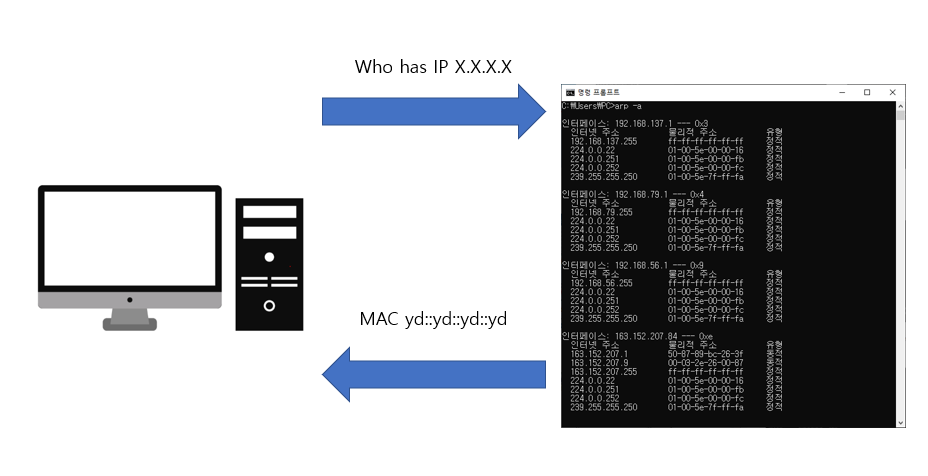 Who has IP X.X.X.X
명령 프롬프트
C:\Users\PC>arp -a
인터페이스: 192.168.137.1 --- 0x3
인터넷 주소 물리적 주소 유형
192.168.137.255 ff-ff-ff-ff-ff-ff 정적
224.0.0.22 01-00-5e-00-00-16 정적
224.0.0.251 01-00-5e-00-00-fb 정적
224.0.0.252 01-00-5e-00-00-fc 정적
239.255.255.250 01-00-5e-7f-ff-fa 정적
인터페이스: 192.168.79.1 --- 0x4
인터넷 주소 물리적 주소 유형
192.168.79.255 ff-ff-ff-ff-ff-ff 정적
224.0.0.22 01-00-5e-00-00-16 정적
224.0.0.251 01-00-5e-00-00-fb 정적
224.0.0.252 01-00-5e-00-00-fc 정적
239.255.255.250 01-00-5e-7f-ff-fa 정적
인터페이스: 192.168.56.1 --- 0x9
인터넷 주소 물리적 주소 유형
192.168.56.255 ff-ff-ff-ff-ff-ff 정적
224.0.0.22 01-00-5e-00-00-16 정적
224.0.0.251 01-00-5e-00-00-fb 정적
224.0.0.252 01-00-5e-00-00-fc 정적
239.255.255.250 01-00-5e-7f-ff-fa 정적
MAC yd::yd::yd::yd
인터페이스: 163.152.207.84 --- 0xe
인터넷 주소 물리적 주소 유형
163.152.207.1 50-87-89-bc-26-3f 동적
163.152.207.9 00-03-2e-26-00-87 동적
163.152.207.255 ff-ff-ff-ff-ff-ff 정적
224.0.0.22 01-00-5e-00-00-16 정적
224.0.0.251 01-00-5e-00-00-fb 정적
224.0.0.252 01-00-5e-00-00-fc 정적
239.255.255.250 01-00-5e-7f-ff-fa 정적